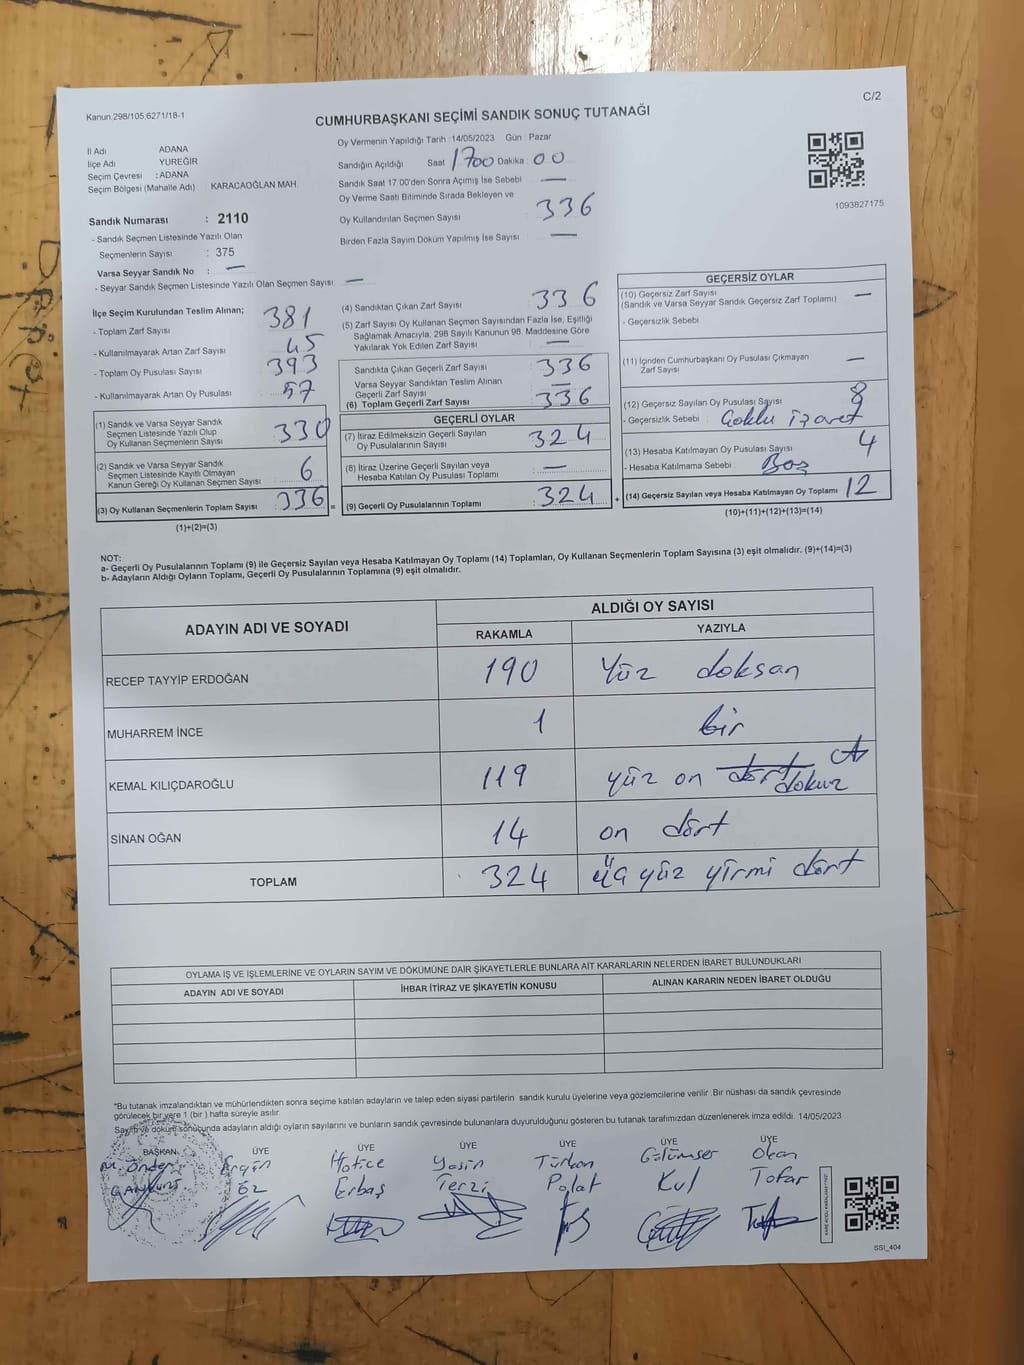 C/2
Kanun:298/105,6271/18-1
CUMHURBAŞKANI SEÇİMİ SANDIK SONUÇ TUTANAĞI
İl Adı : ADANA
İlçe Adı : YUREĞİR
Seçim Çevresi : ADANA
Seçim Bölgesi (Mahalle Adı) KARACAOĞLAN MAH.
Sandık Numarası : 2110
- Sandık Seçmen Listesinde Yazılı Olan
Seçmenlerin Sayısı : 375
Varsa Seyyar Sandık No : —
- Seyyar Sandık Seçmen Listesinde Yazılı Olan Seçmen Sayısı : —
Oy Vermenin Yapıldığı Tarih : 14/05/2023 Gün : Pazar
Sandığın Açıldığı Saat 1700 Dakika : 00
Sandık Saat 17.00'den Sonra Açımış İse Sebebi : —
Oy Verme Saati Bitiminde Sırada Bekleyen ve
Oy Kullandırılan Seçmen Sayısı : 336
Birden Fazla Sayım Döküm Yapılmış İse Sayısı : —
1093827175
İlçe Seçim Kurulundan Teslim Alınan;
- Toplam Zarf Sayısı : 381
- Kullanılmayarak Artan Zarf Sayısı : 45
- Toplam Oy Pusulası Sayısı : 393
- Kullanılmayarak Artan Oy Pusulası : 57
(1) Sandık ve Varsa Seyyar Sandık
Seçmen Listesinde Yazılı Olup
Oy Kullanan Seçmenlerin Sayısı : 330
(2) Sandık ve Varsa Seyyar Sandık
Seçmen Listesinde Kayıtlı Olmayan
Kanun Gereği Oy Kullanan Seçmen Sayısı : 6
(3) Oy Kullanan Seçmenlerin Toplam Sayısı : 336
(1)+(2)=(3)
(4) Sandıktan Çıkan Zarf Sayısı : 336
(5) Zarf Sayısı Oy Kullanan Seçmen Sayısından Fazla İse, Eşitliği
Sağlamak Amacıyla; 298 Sayılı Kanunun 98. Maddesine Göre
Yakılarak Yok Edilen Zarf Sayısı : —
Sandıkta Çıkan Geçerli Zarf Sayısı : 336
Varsa Seyyar Sandıktan Teslim Alınan
Geçerli Zarf Sayısı : —
(6) Toplam Geçerli Zarf Sayısı : 336
GEÇERLİ OYLAR
(7) İtiraz Edilmeksizin Geçerli Sayılan
Oy Pusulalarının Sayısı : 324
(8) İtiraz Üzerine Geçerli Sayılan veya
Hesaba Katılan Oy Pusulası Toplamı : —
= (9) Geçerli Oy Pusulalarının Toplamı : 324 +
GEÇERSİZ OYLAR
(10) Geçersiz Zarf Sayısı
(Sandık ve Varsa Seyyar Sandık Geçersiz Zarf Toplamı) : —
- Geçersizlik Sebebi :
(11) İçinden Cumhurbaşkanı Oy Pusulası Çıkmayan
Zarf Sayısı : —
(12) Geçersiz Sayılan Oy Pusulası Sayısı : 8
- Geçersizlik Sebebi : Çoklu işaret
(13) Hesaba Katılmayan Oy Pusulası Sayısı : 4
- Hesaba Katılmama Sebebi : Boş
(14) Geçersiz Sayılan veya Hesaba Katılmayan Oy Toplamı : 12
(10)+(11)+(12)+(13)=(14)
NOT:
a- Geçerli Oy Pusulalarının Toplamı (9) ile Geçersiz Sayılan veya Hesaba Katılmayan Oy Toplamı (14) Toplamları, Oy Kullanan Seçmenlerin Toplam Sayısına (3) eşit olmalıdır. (9)+(14)=(3)
b- Adayların Aldığı Oyların Toplamı, Geçerli Oy Pusulalarının Toplamına (9) eşit olmalıdır.
ADAYIN ADI VE SOYADI
ALDIĞI OY SAYISI
RAKAMLA YAZIYLA
RECEP TAYYİP ERDOĞAN 190 Yüz doksan
MUHARREM İNCE 1 bir
KEMAL KILIÇDAROĞLU 119 yüz on dört dokuz
SİNAN OĞAN 14 on dört
TOPLAM 324 üç yüz yirmi dört
OYLAMA İŞ VE İŞLEMLERİNE VE OYLARIN SAYIM VE DÖKÜMÜNE DAİR ŞİKAYETLERLE BUNLARA AİT KARARLARIN NELERDEN İBARET BULUNDUKLARI
ADAYIN ADI VE SOYADI İHBAR İTİRAZ VE ŞİKAYETİN KONUSU ALINAN KARARIN NEDEN İBARET OLDUĞU
*Bu tutanak imzalandıktan ve mühürlendikten sonra seçime katılan adayların ve talep eden siyasi partilerin sandık kurulu üyelerine veya gözlemcilerine verilir. Bir nüshası da sandık çevresinde
görülecek bir yere 1 (bir) hafta süreyle asılır.
Sayım ve döküm sonucunda adayların aldığı oyların sayılarını ve bunların sandık çevresinde bulunanlara duyurulduğunu gösteren bu tutanak tarafımızdan düzenlenerek imza edildi. 14/05/2023
BAŞKAN ÜYE ÜYE ÜYE ÜYE ÜYE ÜYE
M. Önder Ergün Hatice Yasin Türkan Gülümser Okan
Öz Erbaş Terzi Polat Kul Tofar
SSI_404